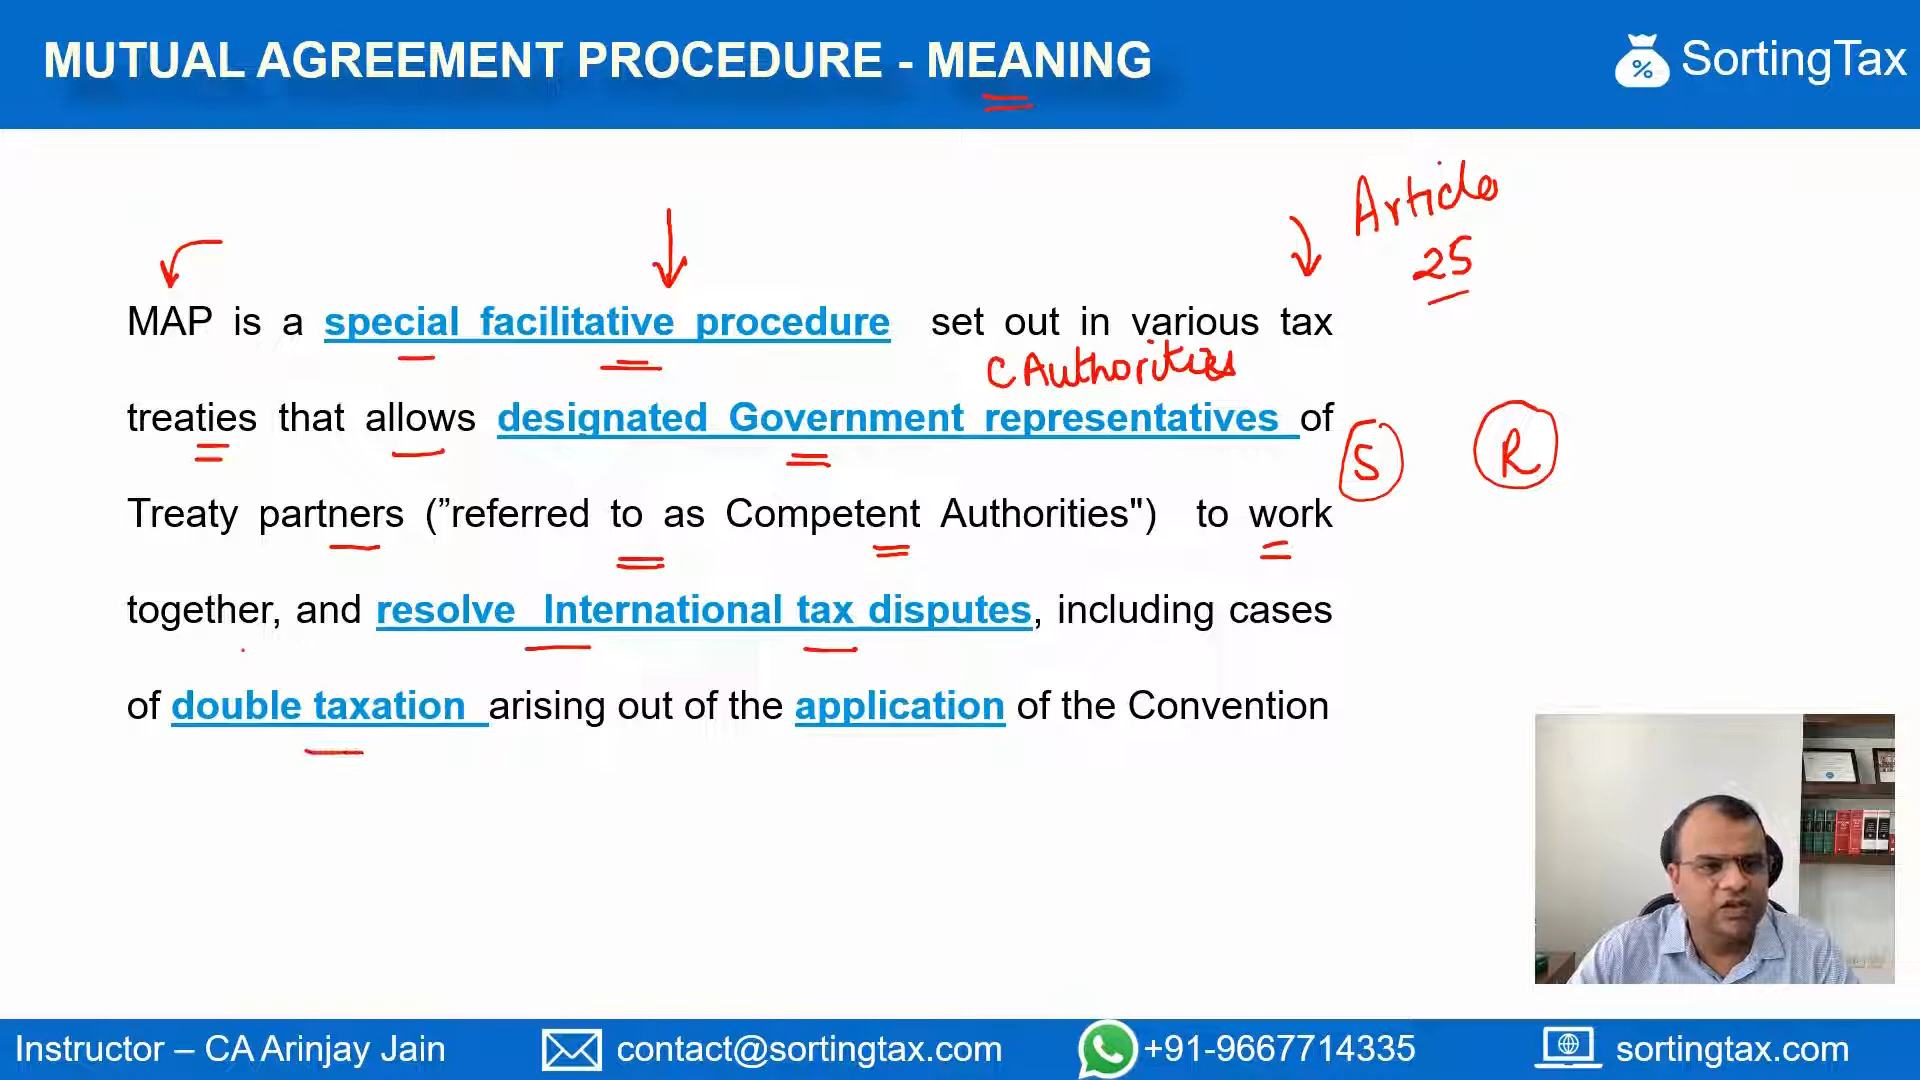 MUTUAL AGREEMENT PROCEDURE - MEANING
% SortingTax
Article
25
MAP is a special facilitative procedure set out in various tax
C Authorities
treaties that allows designated Government representatives of
S R
Treaty partners (”referred to as Competent Authorities") to work
together, and resolve International tax disputes, including cases
of double taxation arising out of the application of the Convention
Instructor – CA Arinjay Jain contact@sortingtax.com +91-9667714335 sortingtax.com